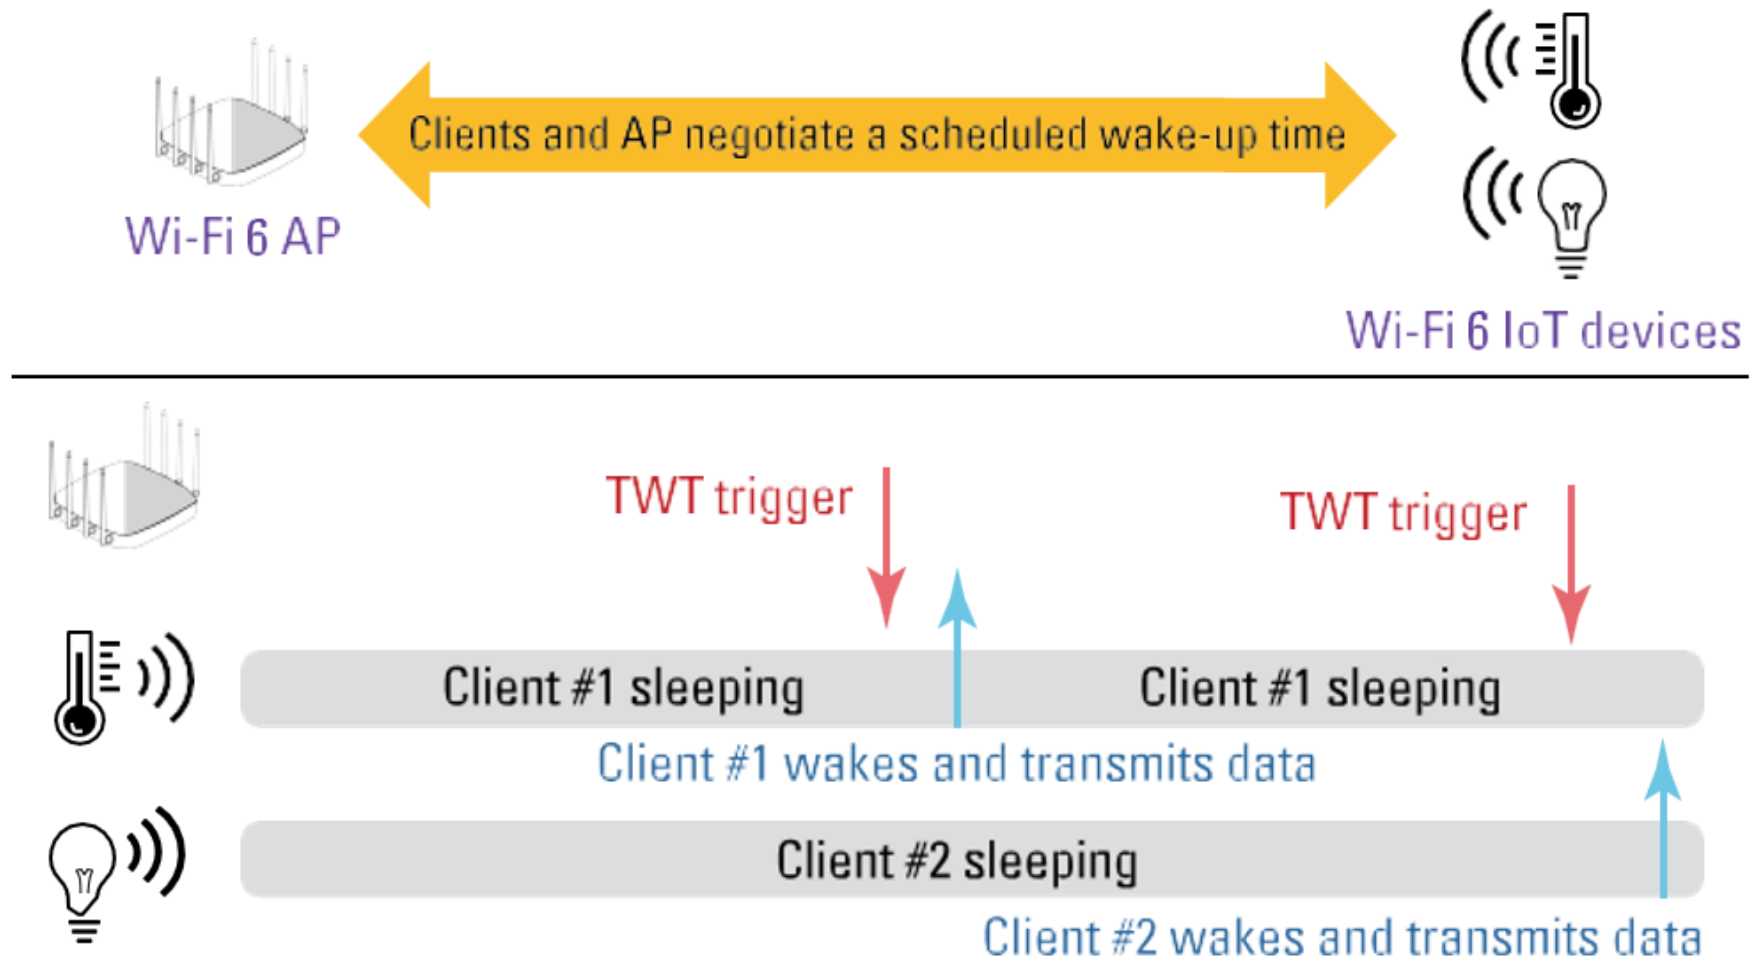 Clients and AP negotiate a scheduled wake-up time
Wi-Fi 6 AP
Wi-Fi 6 IoT devices
TWT trigger
TWT trigger
Client #1 sleeping
Client #1 sleeping
Client #1 wakes and transmits data
Client #2 sleeping
Client #2 wakes and transmits data